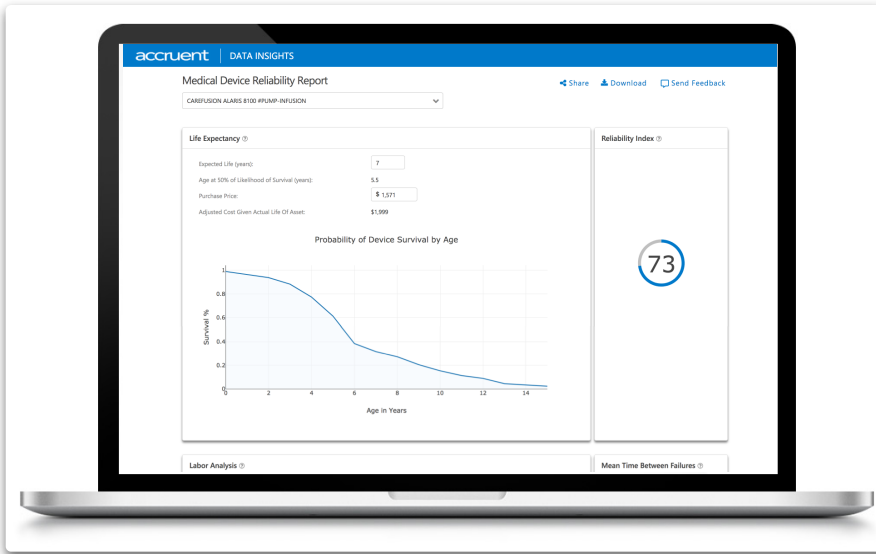 accruent | DATA INSIGHTS
Medical Device Reliability Report
Share Download Send Feedback
CAREFUSION ALARIS 8100 #PUMP-INFUSION
Life Expectancy ?
Expected Life (years): 7
Age at 50% of Likelihood of Survival (years): 5.5
Purchase Price: $ 1,571
Adjusted Cost Given Actual Life Of Asset: $1,999
Probability of Device Survival by Age
1
0.8
0.6
0.4
0.2
0
Survival %
0 2 4 6 8 10 12 14
Age in Years
Reliability Index ?
73
Labor Analysis ?
Mean Time Between Failures ?